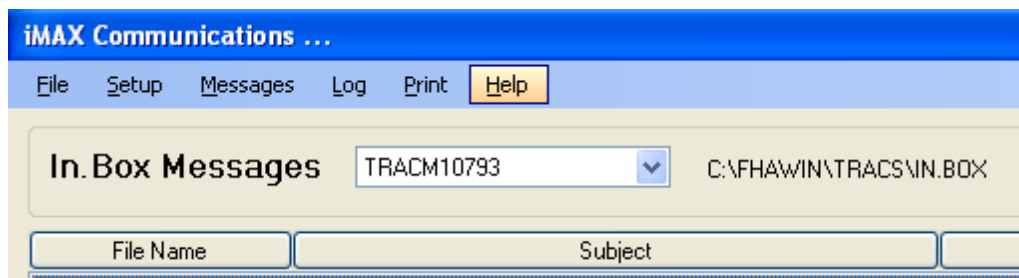 iMAX Communications ...
File Setup Messages Log Print Help
In.Box Messages TRACM10793 C:\FHAWIN\TRACS\IN.BOX
File Name Subject